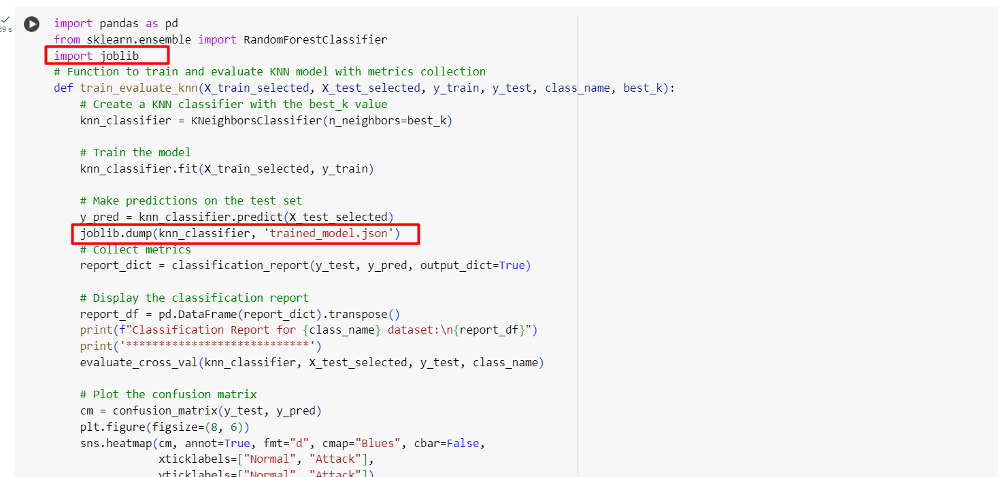 39 s
import pandas as pd
from sklearn.ensemble import RandomForestClassifier
import joblib
# Function to train and evaluate KNN model with metrics collection
def train_evaluate_knn(X_train_selected, X_test_selected, y_train, y_test, class_name, best_k):
    # Create a KNN classifier with the best_k value
    knn_classifier = KNeighborsClassifier(n_neighbors=best_k)
    # Train the model
    knn_classifier.fit(X_train_selected, y_train)
    # Make predictions on the test set
    y_pred = knn_classifier.predict(X_test_selected)
    joblib.dump(knn_classifier, 'trained_model.json')
    # Collect metrics
    report_dict = classification_report(y_test, y_pred, output_dict=True)
    # Display the classification report
    report_df = pd.DataFrame(report_dict).transpose()
    print(f"Classification Report for {class_name} dataset:\n{report_df}")
    print('****************************')
    evaluate_cross_val(knn_classifier, X_test_selected, y_test, class_name)
    # Plot the confusion matrix
    cm = confusion_matrix(y_test, y_pred)
    plt.figure(figsize=(8, 6))
    sns.heatmap(cm, annot=True, fmt="d", cmap="Blues", cbar=False,
                xticklabels=["Normal", "Attack"],
                yticklabels=["Normal", "Attack"])